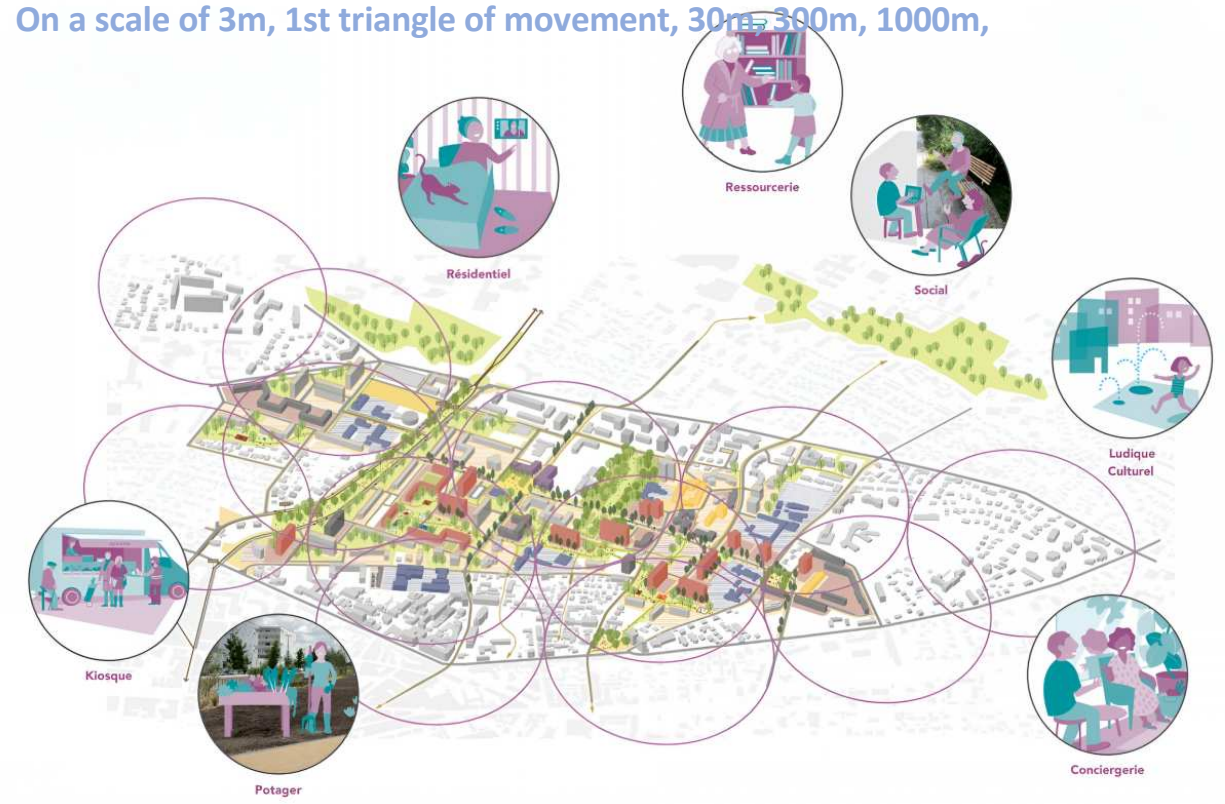 On a scale of 3m, 1st triangle of movement, 30m, 300m, 1000m,
Ressourcerie
Résidentiel
Social
Ludique
Culturel
Kiosque
Potager
Conciergerie